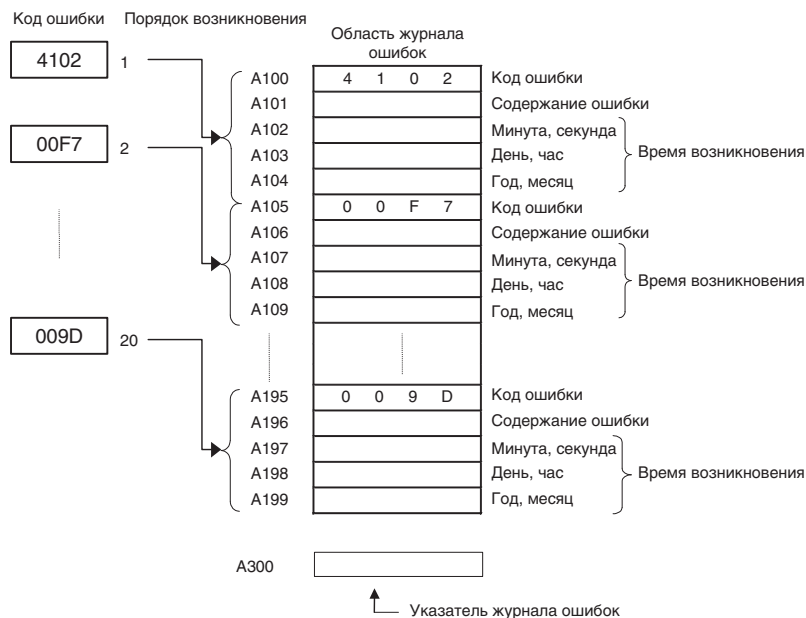 Код ошибки Порядок возникновения
Область журнала
ошибок
4102 1
A100 4 1 0 2 Код ошибки
A101 Содержание ошибки
A102 Минута, секунда
00F7 2
A103 День, час Время возникновения
A104 Год, месяц
A105 0 0 F 7 Код ошибки
A106 Содержание ошибки
A107 Минута, секунда
A108 День, час Время возникновения
A109 Год, месяц
009D 20
A195 0 0 9 D Код ошибки
A196 Содержание ошибки
A197 Минута, секунда
A198 День, час Время возникновения
A199 Год, месяц
A300
Указатель журнала ошибок